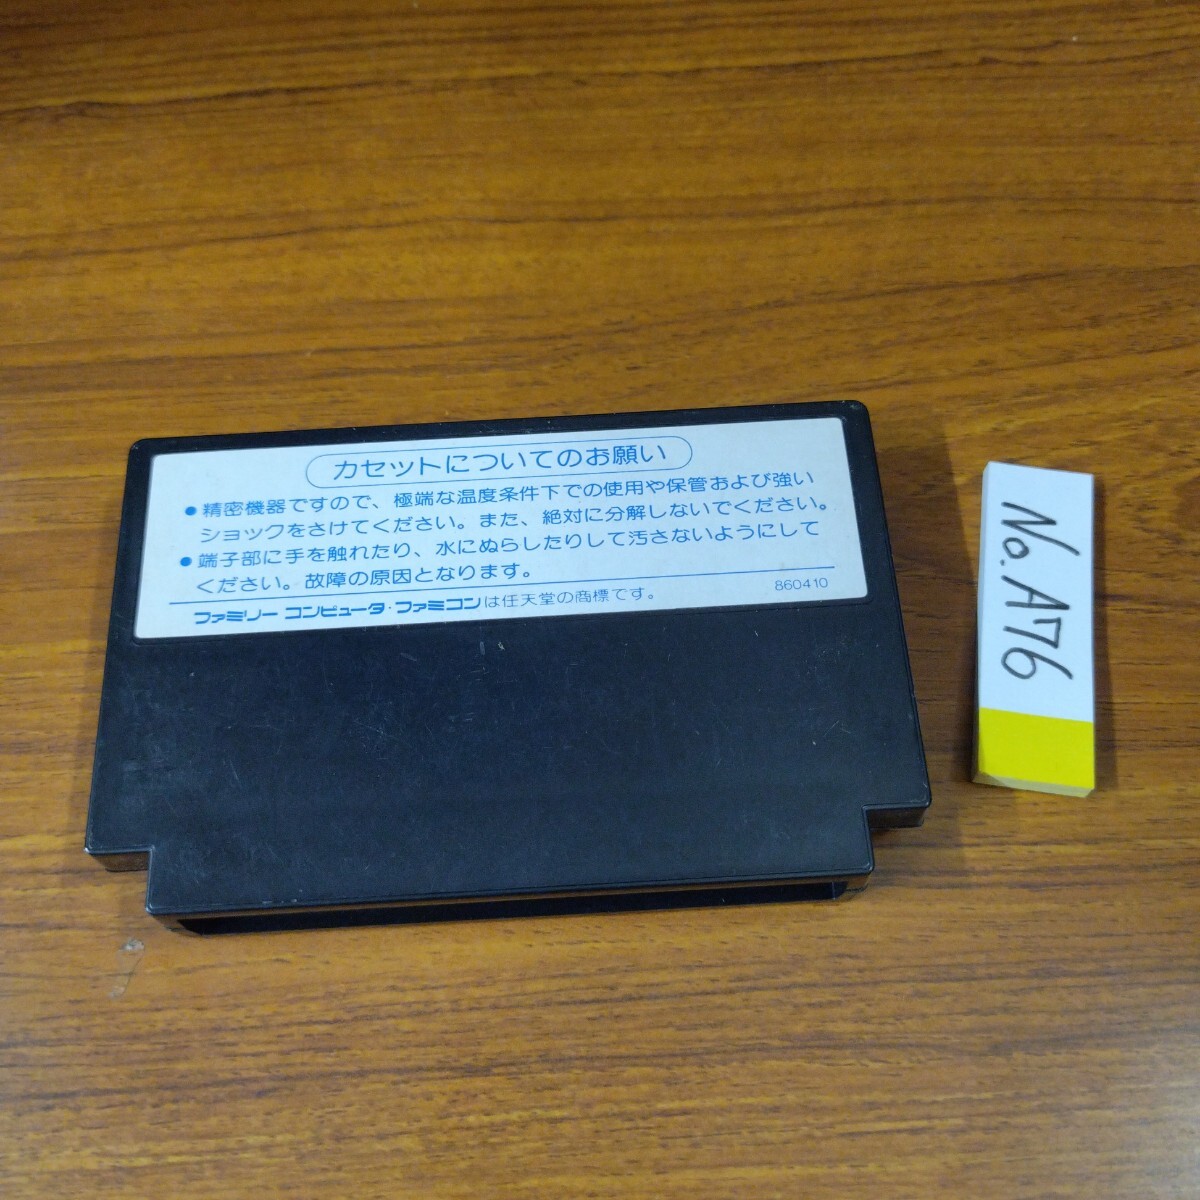 カセットについてのお願い
●精密機器ですので、極端な温度条件下での使用や保管および強い
ショックをさけてください。また、絶対に分解しないでください。
●端子部に手を触れたり、水にぬらしたりして汚さないようにして
ください。故障の原因となります。
860410
ファミリー コンピュータ・ファミコンは任天堂の商標です。
No. A76